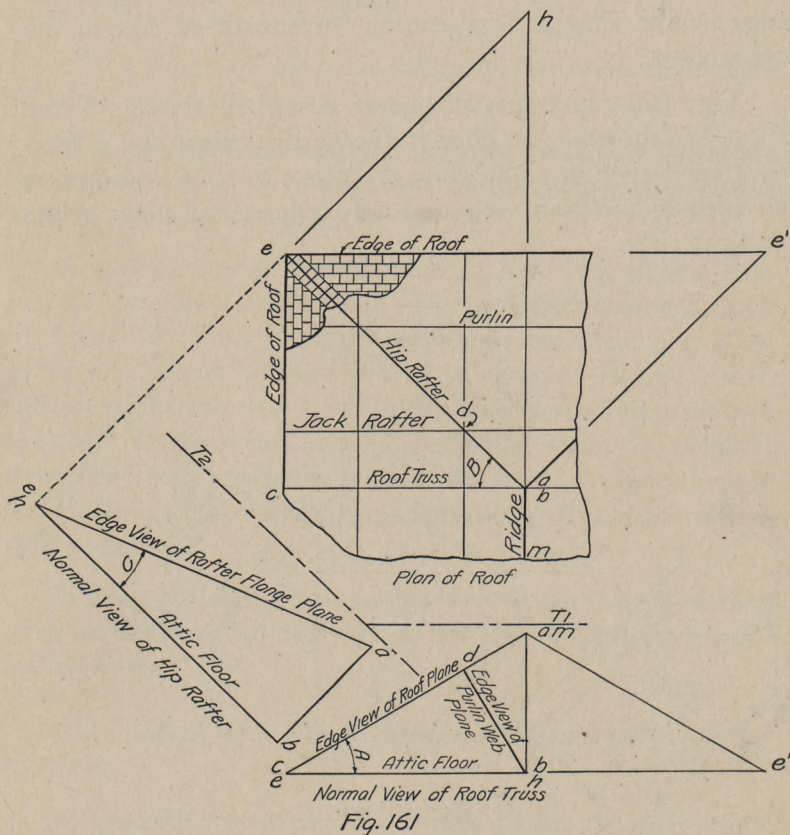 h
e
Edge of Roof
e'
Edge of Roof
Purlin
Hip Rafter
d
Jack Rafter
B
T2
c
Roof Truss
a
b
Ridge
m
Plan of Roof
e
h
Edge View of Rafter Flange Plane
C
Attic Floor
Normal View of Hip Rafter
a
b
T1
a m
Edge View of Roof Plane
d
Edge View of
Purlin Web
Plane
A
Attic Floor
c
e
b
h
e'
Normal View of Roof Truss
Fig. 161